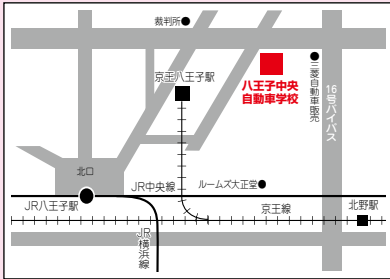 裁判所
京王八王子駅
八王子中央
自動車学校
三菱自動車販売
16号バイパス
北口
JR中央線
ルームズ大正堂
JR八王子駅
京王線
北野駅
JR横浜線